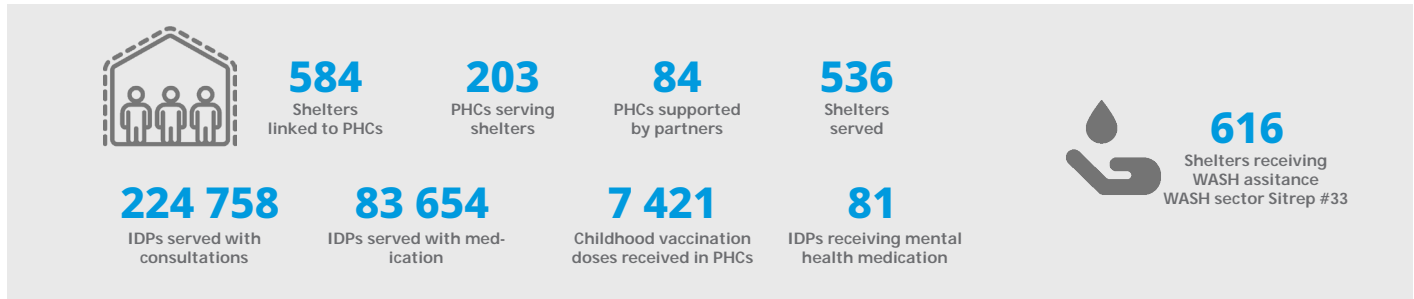 584
Shelters
linked to PHCs
203
PHCs serving
shelters
84
PHCs supported
by partners
536
Shelters
served
224 758
IDPs served with
consultations
83 654
IDPs served with med-
ication
7 421
Childhood vaccination
doses received in PHCs
81
IDPs receiving mental
health medication
616
Shelters receiving
WASH assitance
WASH sector Sitrep #33